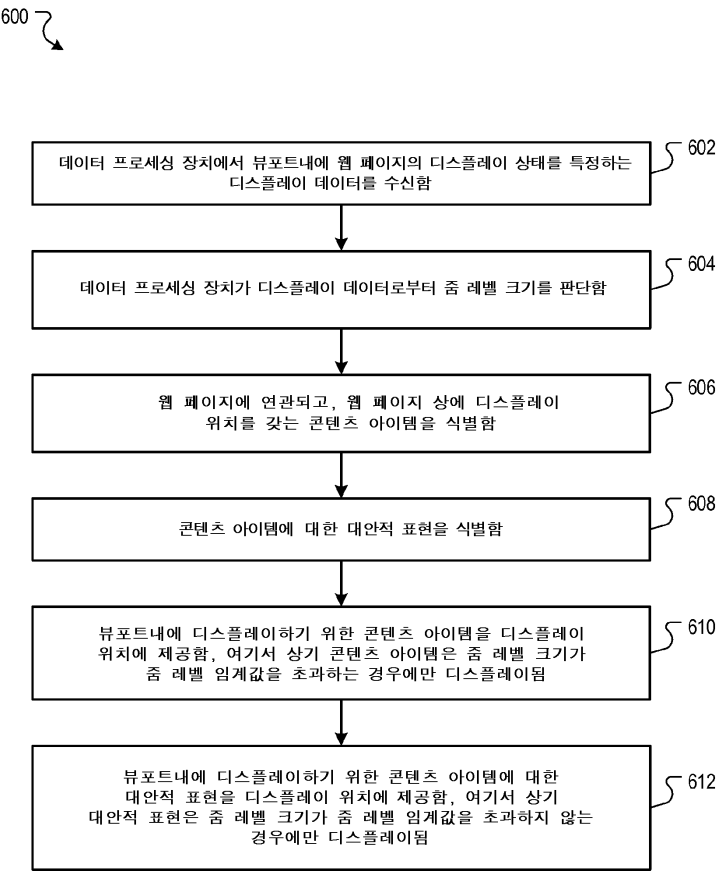 600
데이터 프로세싱 장치에서 뷰포트내에 웹 페이지의 디스플레이 상태를 특정하는
디스플레이 데이터를 수신함
602
데이터 프로세싱 장치가 디스플레이 데이터로부터 줌 레벨 크기를 판단함
604
웹 페이지에 연관되고, 웹 페이지 상에 디스플레이
위치를 갖는 콘텐츠 아이템을 식별함
606
콘텐츠 아이템에 대한 대안적 표현을 식별함
608
뷰포트내에 디스플레이하기 위한 콘텐츠 아이템을 디스플레이
위치에 제공함, 여기서 상기 콘텐츠 아이템은 줌 레벨 크기가
줌 레벨 임계값을 초과하는 경우에만 디스플레이됨
610
뷰포트내에 디스플레이하기 위한 콘텐츠 아이템에 대한
대안적 표현을 디스플레이 위치에 제공함, 여기서 상기
대안적 표현은 줌 레벨 크기가 줌 레벨 임계값을 초과하지 않는
경우에만 디스플레이됨
612